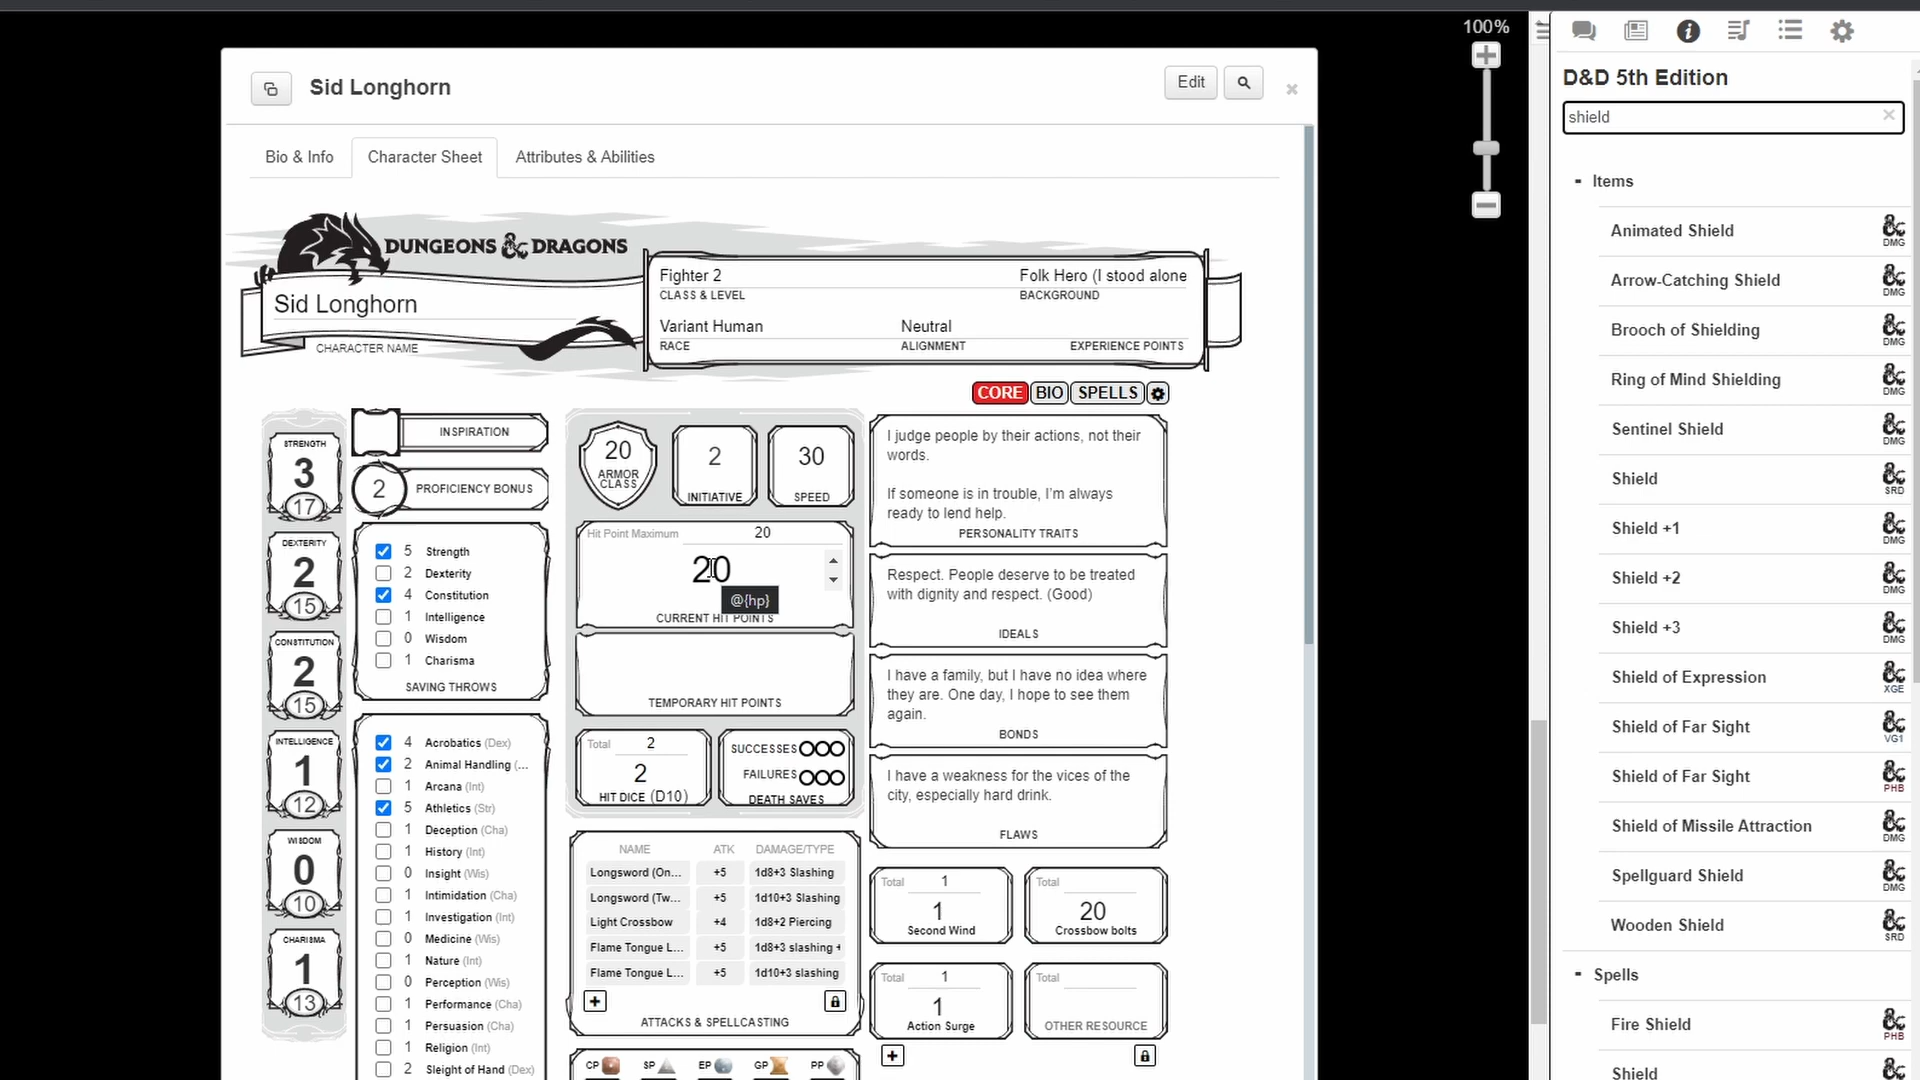 100%
Sid Longhorn
Edit
Bio & Info
Character Sheet
Attributes & Abilities
DUNGEONS & DRAGONS
Sid Longhorn
CHARACTER NAME
Fighter 2
CLASS & LEVEL
Folk Hero (I stood alone
BACKGROUND
Variant Human
RACE
Neutral
ALIGNMENT
EXPERIENCE POINTS
CORE
BIO
SPELLS
STRENGTH
3
17
DEXTERITY
2
15
CONSTITUTION
2
15
INTELLIGENCE
1
12
WISDOM
0
10
CHARISMA
1
13
INSPIRATION
2 PROFICIENCY BONUS
5 Strength
2 Dexterity
4 Constitution
1 Intelligence
0 Wisdom
1 Charisma
SAVING THROWS
4 Acrobatics (Dex)
2 Animal Handling (...
1 Arcana (Int)
5 Athletics (Str)
1 Deception (Cha)
1 History (Int)
0 Insight (Wis)
1 Intimidation (Cha)
1 Investigation (Int)
0 Medicine (Wis)
1 Nature (Int)
0 Perception (Wis)
1 Performance (Cha)
1 Persuasion (Cha)
1 Religion (Int)
2 Sleight of Hand (Dex)
20
ARMOR
CLASS
2
INITIATIVE
30
SPEED
Hit Point Maximum 20
20
@{hp}
CURRENT HIT POINTS
TEMPORARY HIT POINTS
Total 2
2
HIT DICE (D10)
SUCCESSES
FAILURES
DEATH SAVES
NAME ATK DAMAGE/TYPE
Longsword (On... +5 1d8+3 Slashing
Longsword (Tw... +5 1d10+3 Slashing
Light Crossbow +4 1d8+2 Piercing
Flame Tongue L... +5 1d8+3 slashing +
Flame Tongue L... +5 1d10+3 slashing
ATTACKS & SPELLCASTING
CP SP EP GP PP
I judge people by their actions, not their
words.
If someone is in trouble, I'm always
ready to lend help.
PERSONALITY TRAITS
Respect. People deserve to be treated
with dignity and respect. (Good)
IDEALS
I have a family, but I have no idea where
they are. One day, I hope to see them
again.
BONDS
I have a weakness for the vices of the
city, especially hard drink.
FLAWS
Total 1
1
Second Wind
Total
20
Crossbow bolts
Total 1
1
Action Surge
Total
OTHER RESOURCE
D&D 5th Edition
shield
- Items
Animated Shield DMG
Arrow-Catching Shield DMG
Brooch of Shielding DMG
Ring of Mind Shielding DMG
Sentinel Shield DMG
Shield SRD
Shield +1 DMG
Shield +2 DMG
Shield +3 DMG
Shield of Expression XGE
Shield of Far Sight VG1
Shield of Far Sight PHB
Shield of Missile Attraction DMG
Spellguard Shield DMG
Wooden Shield SRD
- Spells
Fire Shield PHB
Shield